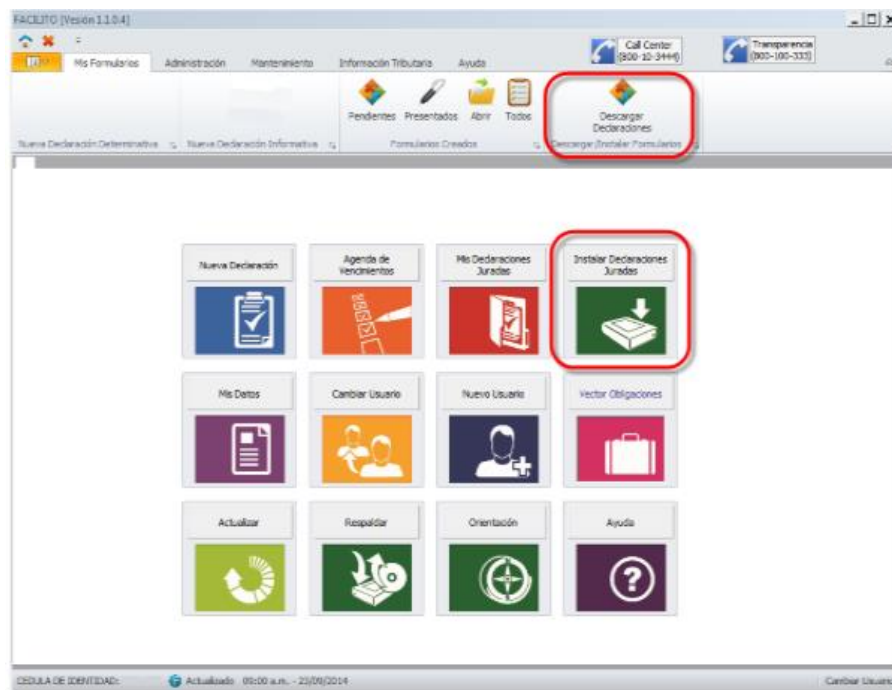 FACILITO [Vesión 1.1.0.4]
Call Center
(800-10-3444)
Transparencia
(800-100-333)
Mis Formularios
Administración
Mantenimiento
Información Tributaria
Ayuda
Pendientes
Presentados
Abrir
Todos
Descargar
Declaraciones
Nueva Declaración Determinativa
Nueva Declaración Informativa
Formularios Creados
Descargar /Instalar Formularios
Nueva Declaración
Agenda de
Vencimientos
Mis Declaraciones
Juradas
Instalar Declaraciones
Juradas
Mis Datos
Cambiar Usuario
Nuevo Usuario
Vector Obligaciones
Actualizar
Respaldar
Orientación
Ayuda
CEDULA DE IDENTIDAD:
Actualizado 09:00 a.m. - 23/09/2014
Cambiar Usuario